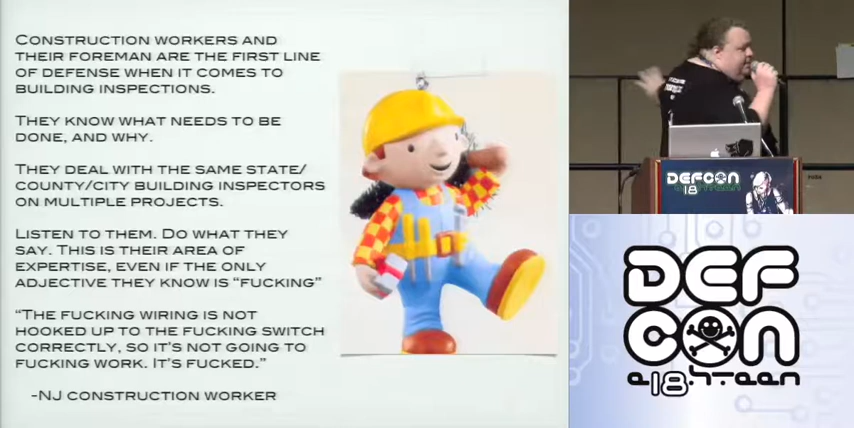 CONSTRUCTION WORKERS AND
THEIR FOREMAN ARE THE FIRST LINE
OF DEFENSE WHEN IT COMES TO
BUILDING INSPECTIONS.
THEY KNOW WHAT NEEDS TO BE
DONE, AND WHY.
THEY DEAL WITH THE SAME STATE/
COUNTY/CITY BUILDING INSPECTORS
ON MULTIPLE PROJECTS.
LISTEN TO THEM. DO WHAT THEY
SAY. THIS IS THEIR AREA OF
EXPERTISE, EVEN IF THE ONLY
ADJECTIVE THEY KNOW IS “FUCKING”
“THE FUCKING WIRING IS NOT
HOOKED UP TO THE FUCKING SWITCH
CORRECTLY, SO IT’S NOT GOING TO
FUCKING WORK. IT’S FUCKED.”
-NJ CONSTRUCTION WORKER
DEFCON
18
DEF
CON
e18h-teen